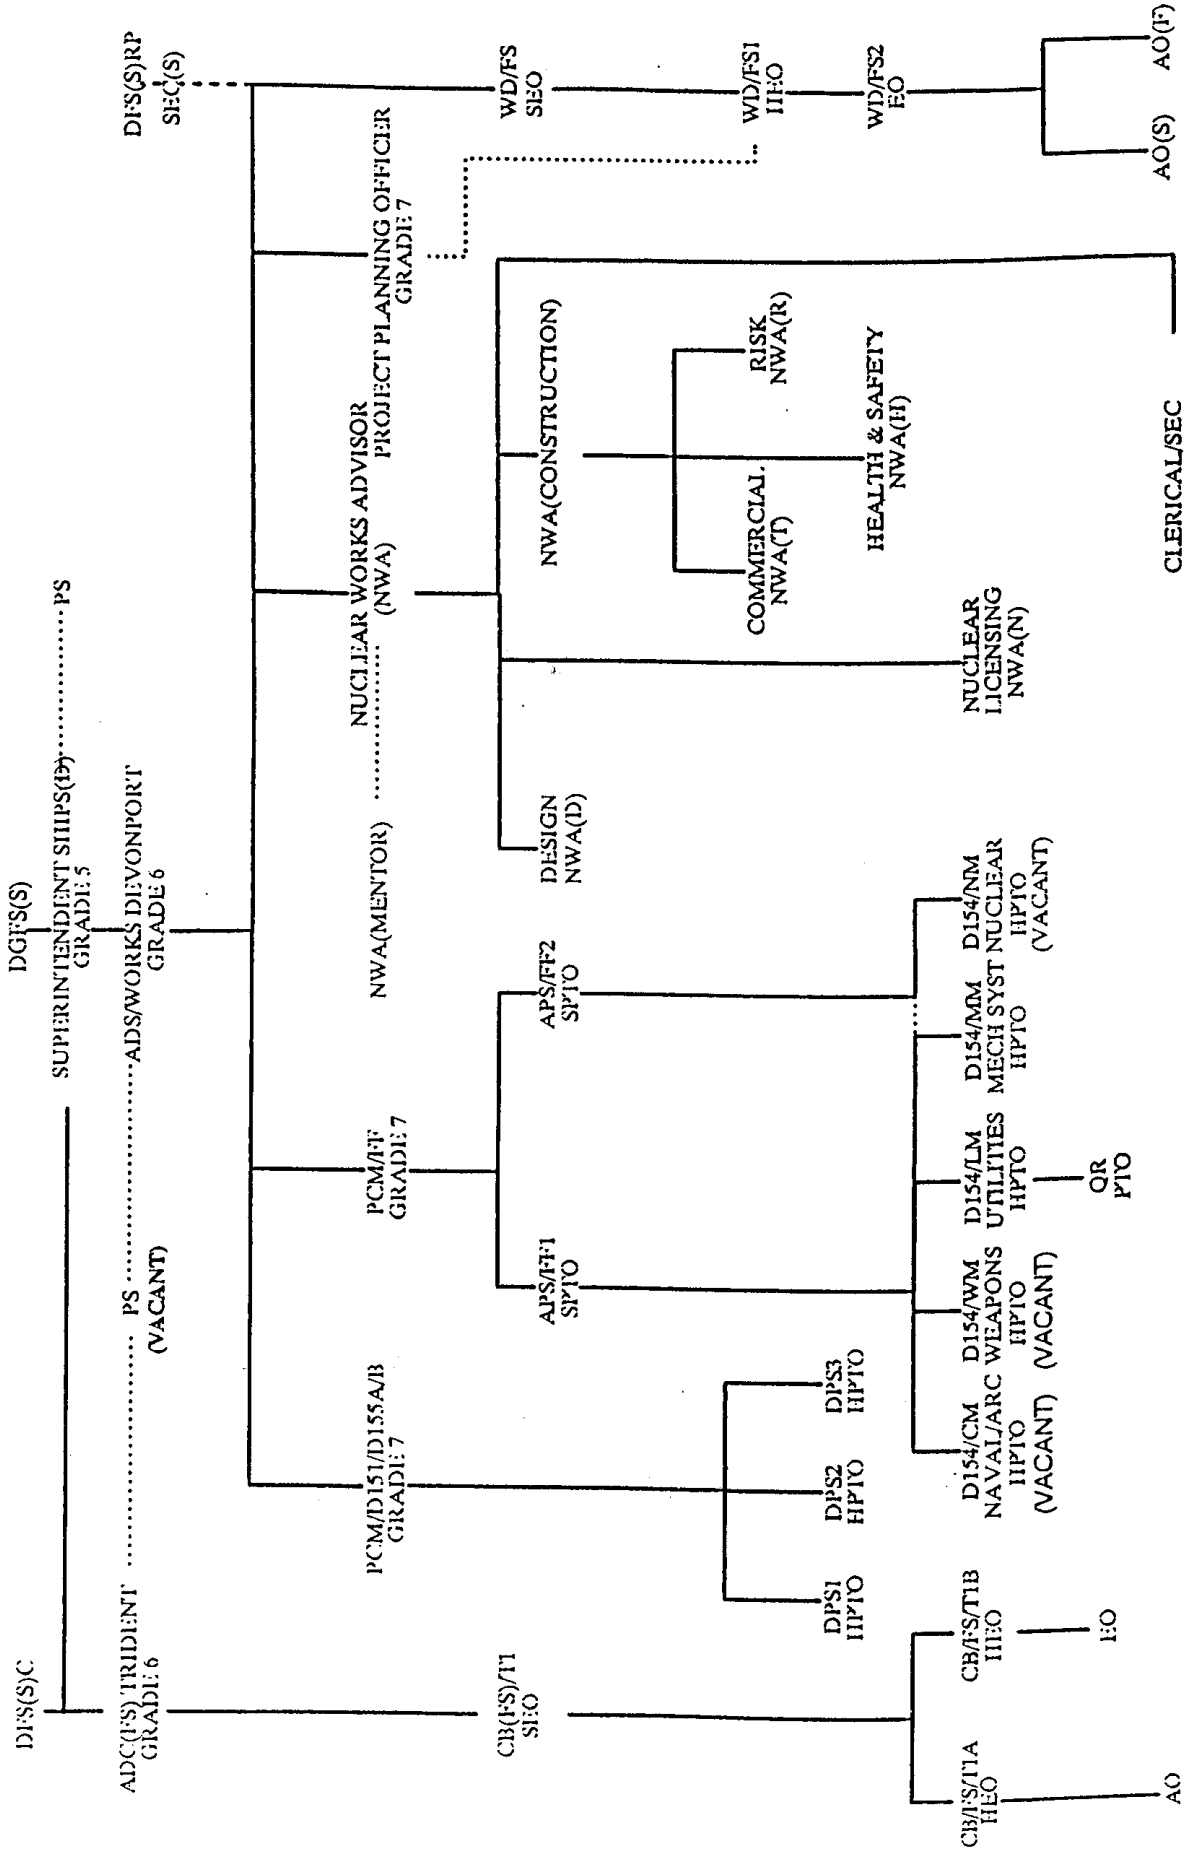 DGFS(S)
DFS(S)C
SUPERINTENDENT SHIPS(D)
GRADE 5
PS
ADC(FS) TRIDENT
GRADE 6
PS
(VACANT)
ADS/WORKS DEVONPORT
GRADE 6
DFS(S)RP
SEC(S)
PCM/D151/D155A/B
GRADE 7
PCM/FF
GRADE 7
NWA(MENTOR)
NUCLEAR WORKS ADVISOR
(NWA)
PROJECT PLANNING OFFICER
GRADE 7
CB(FS)/T1
SEO
APS/FF1
SPTO
APS/FF2
SPTO
DESIGN
NWA(D)
NWA(CONSTRUCTION)
WD/FS
SEO
DPS1
HPTO
DPS2
HPTO
DPS3
HPTO
COMMERCIAL
NWA(T)
RISK
NWA(R)
WD/FS1
HEO
HEALTH & SAFETY
NWA(H)
WD/FS2
EO
CB/FS/T1A
HEO
CB/FS/T1B
HEO
D154/CM
NAVAL/ARC
HPTO
(VACANT)
D154/WM
WEAPONS
HPTO
(VACANT)
D154/LM
UTILITIES
HPTO
D154/MM
MECH SYST
HPTO
D154/NM
NUCLEAR
HPTO
(VACANT)
NUCLEAR
LICENSING
NWA(N)
AO
EO
QR
PTO
CLERICAL/SEC
AO(S)
AO(F)